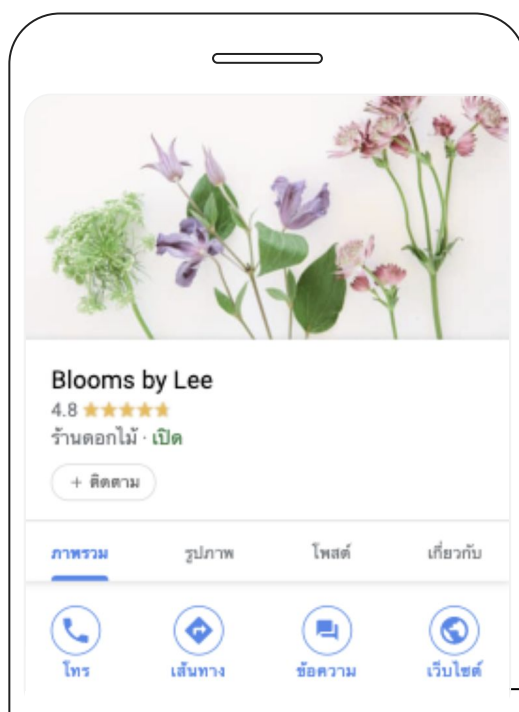 Blooms by Lee
4.8
ร้านดอกไม้ · เปิด
+ ติดตาม
ภาพรวม รูปภาพ โพสต์ เกี่ยวกับ
โทร เส้นทาง ข้อความ เว็บไซต์